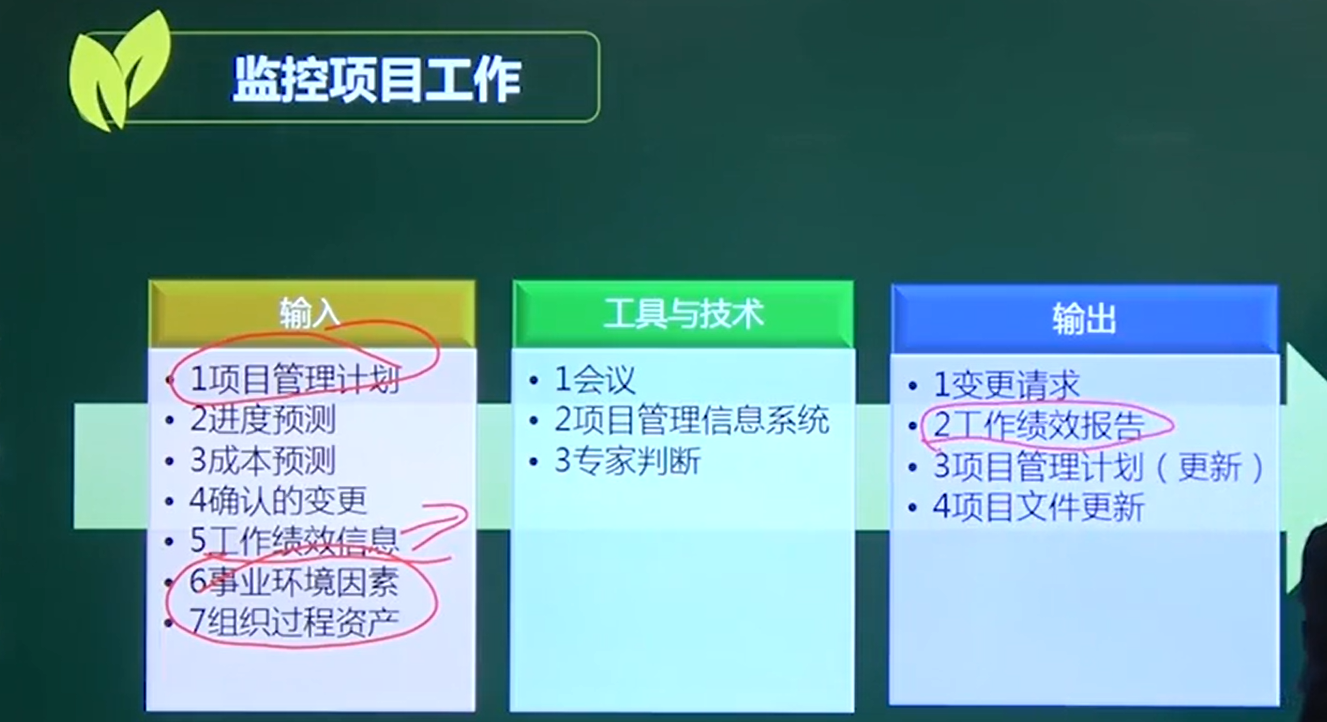 监控项目工作
输入
1项目管理计划
2进度预测
3成本预测
4确认的变更
5工作绩效信息
6事业环境因素
7组织过程资产
工具与技术
1会议
2项目管理信息系统
3专家判断
输出
1变更请求
2工作绩效报告
3项目管理计划（更新）
4项目文件更新